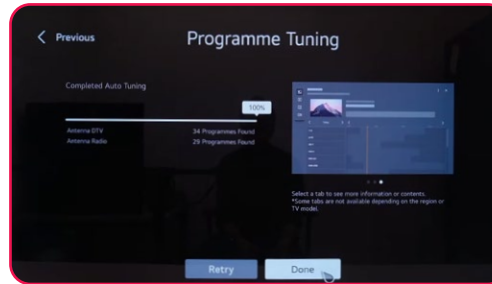 Previous
Programme Tuning
Completed Auto Tuning
100%
Antenna DTV 34 Programmes Found
Antenna Radio 29 Programmes Found
Select a tab to see more information or contents.
*Some tabs are not available depending on the region or
TV model.
Retry
Done